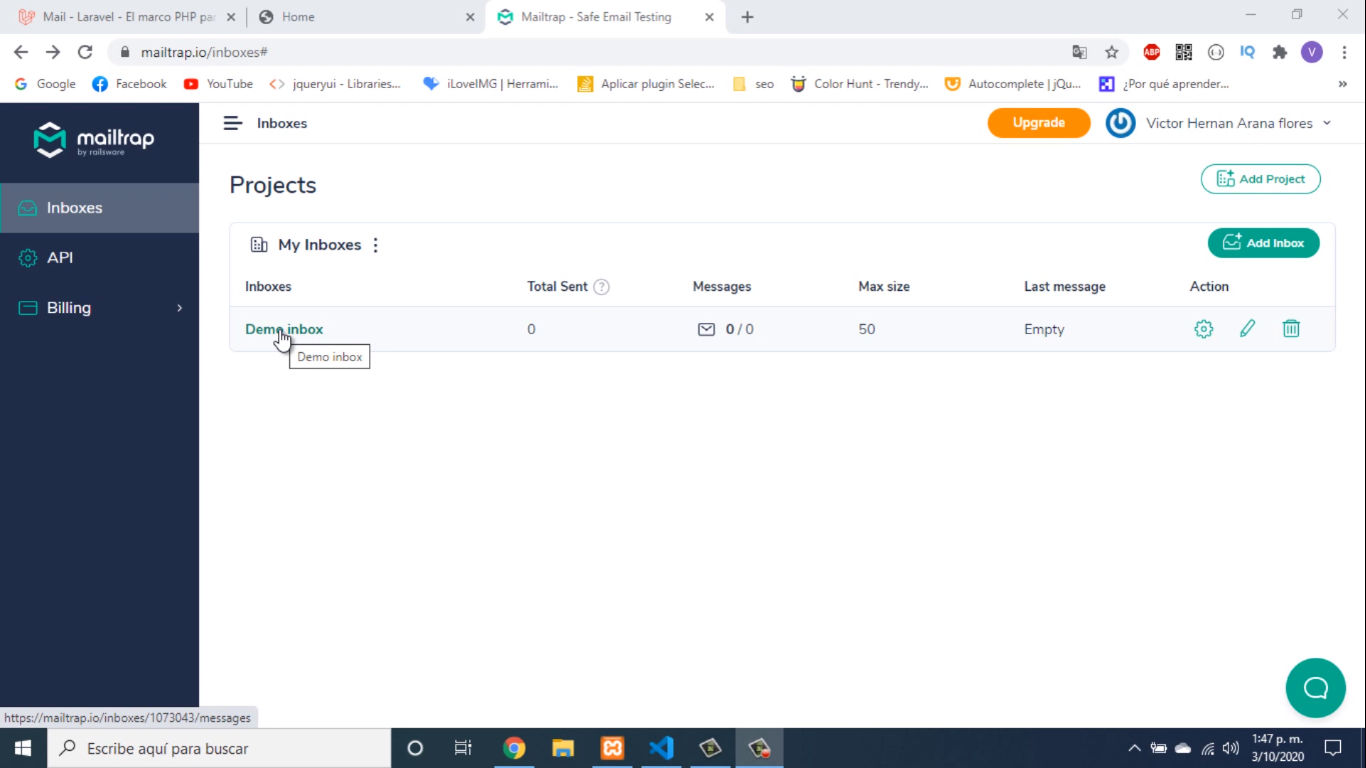 Mail - Laravel - El marco PHP par
Home
Mailtrap - Safe Email Testing
mailtrap.io/inboxes#
ABP
IQ
V
Google
Facebook
YouTube
jqueryui - Libraries...
iLoveIMG | Herrami...
Aplicar plugin Selec...
seo
Color Hunt - Trendy...
Autocomplete | jQu...
¿Por qué aprender...
»
mailtrap
by railsware
Inboxes
Upgrade
Victor Hernan Arana flores
Projects
Add Project
Inboxes
API
Billing
My Inboxes
Add Inbox
Inboxes Total Sent ? Messages Max size Last message Action
Demo inbox 0 0 / 0 50 Empty
Demo inbox
https://mailtrap.io/inboxes/1073043/messages
Escribe aquí para buscar
1:47 p. m.
3/10/2020